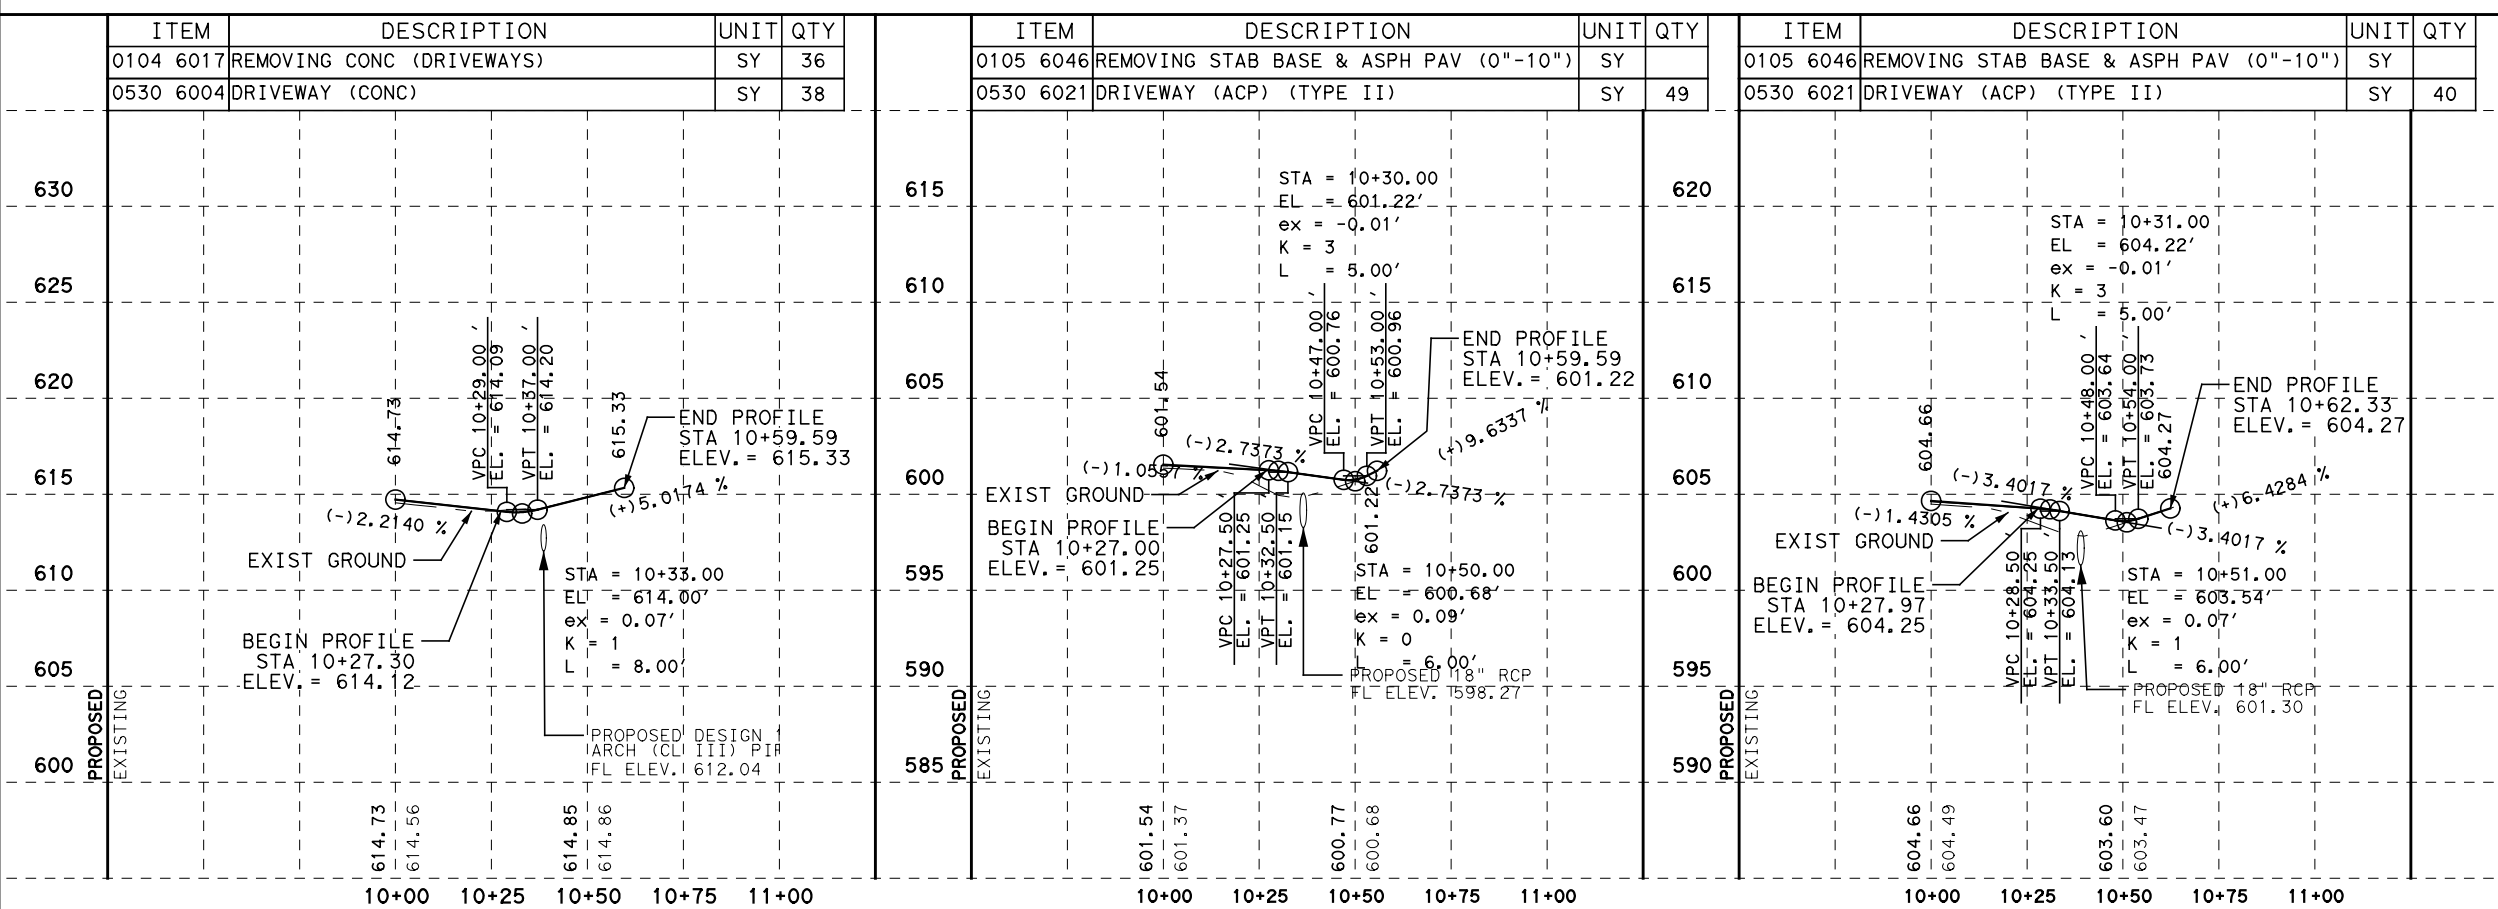 ITEM DESCRIPTION UNIT QTY
0104 6017 REMOVING CONC (DRIVEWAYS) SY 36
0530 6004 DRIVEWAY (CONC) SY 38
630
625
620
615
610
605
600
614.73
VPC 10+29.00 '
EL. = 614.09
VPT 10+37.00 '
EL. = 614.20
615.33
END PROFILE
STA 10+59.59
ELEV.= 615.33
(-)2.2140 %
(+)5.0174 %
EXIST GROUND
BEGIN PROFILE
STA 10+27.30
ELEV.= 614.12
STA = 10+33.00
EL = 614.00'
ex = 0.07'
K = 1
L = 8.00'
PROPOSED DESIGN
ARCH (CL III)
FL ELEV. 612.04
PROPOSED
EXISTING
614.73
614.56
614.85
614.86
10+00 10+25 10+50 10+75 11+00
ITEM DESCRIPTION UNIT QTY
0105 6046 REMOVING STAB BASE & ASPH PAV (0"-10") SY
0530 6021 DRIVEWAY (ACP) (TYPE II) SY 49
615
610
605
600
595
590
585
STA = 10+30.00
EL = 601.22'
ex = -0.01'
K = 3
L = 5.00'
601.54
VPC 10+47.00 '
EL. = 600.76
VPT 10+53.00 '
EL. = 600.96
END PROFILE
STA 10+59.59
ELEV.= 601.22
(-)1.0557 %
(-)2.7373 %
(+)9.6337 %
(-)2.7373 %
EXIST GROUND
BEGIN PROFILE
STA 10+27.00
ELEV.= 601.25
VPC 10+27.50
EL. = 601.25
VPT 10+32.50
EL. = 601.15
601.22
STA = 10+50.00
EL = 600.68'
ex = 0.09'
K = 0
L = 6.00'
PROPOSED 18" RCP
FL ELEV. 598.27
PROPOSED
EXISTING
601.54
601.37
600.77
600.68
10+00 10+25 10+50 10+75 11+00
ITEM DESCRIPTION UNIT QTY
0105 6046 REMOVING STAB BASE & ASPH PAV (0"-10") SY
0530 6021 DRIVEWAY (ACP) (TYPE II) SY 40
620
615
610
605
600
595
590
STA = 10+31.00
EL = 604.22'
ex = -0.01'
K = 3
L = 5.00'
604.66
VPC 10+48.00 '
EL. = 603.64
VPT 10+54.00 '
EL. = 603.73
604.27
END PROFILE
STA 10+62.33
ELEV.= 604.27
(-)1.4305 %
(-)3.4017 %
(+)6.4284 %
(-)3.4017 %
EXIST GROUND
BEGIN PROFILE
STA 10+27.97
ELEV.= 604.25
VPC 10+28.50
EL. = 604.25
VPT 10+33.50 '
EL. = 604.13
STA = 10+51.00
EL = 603.54'
ex = 0.07'
K = 1
L = 6.00'
PROPOSED 18" RCP
FL ELEV. 601.30
PROPOSED
EXISTING
604.66
604.49
603.60
603.47
10+00 10+25 10+50 10+75 11+00